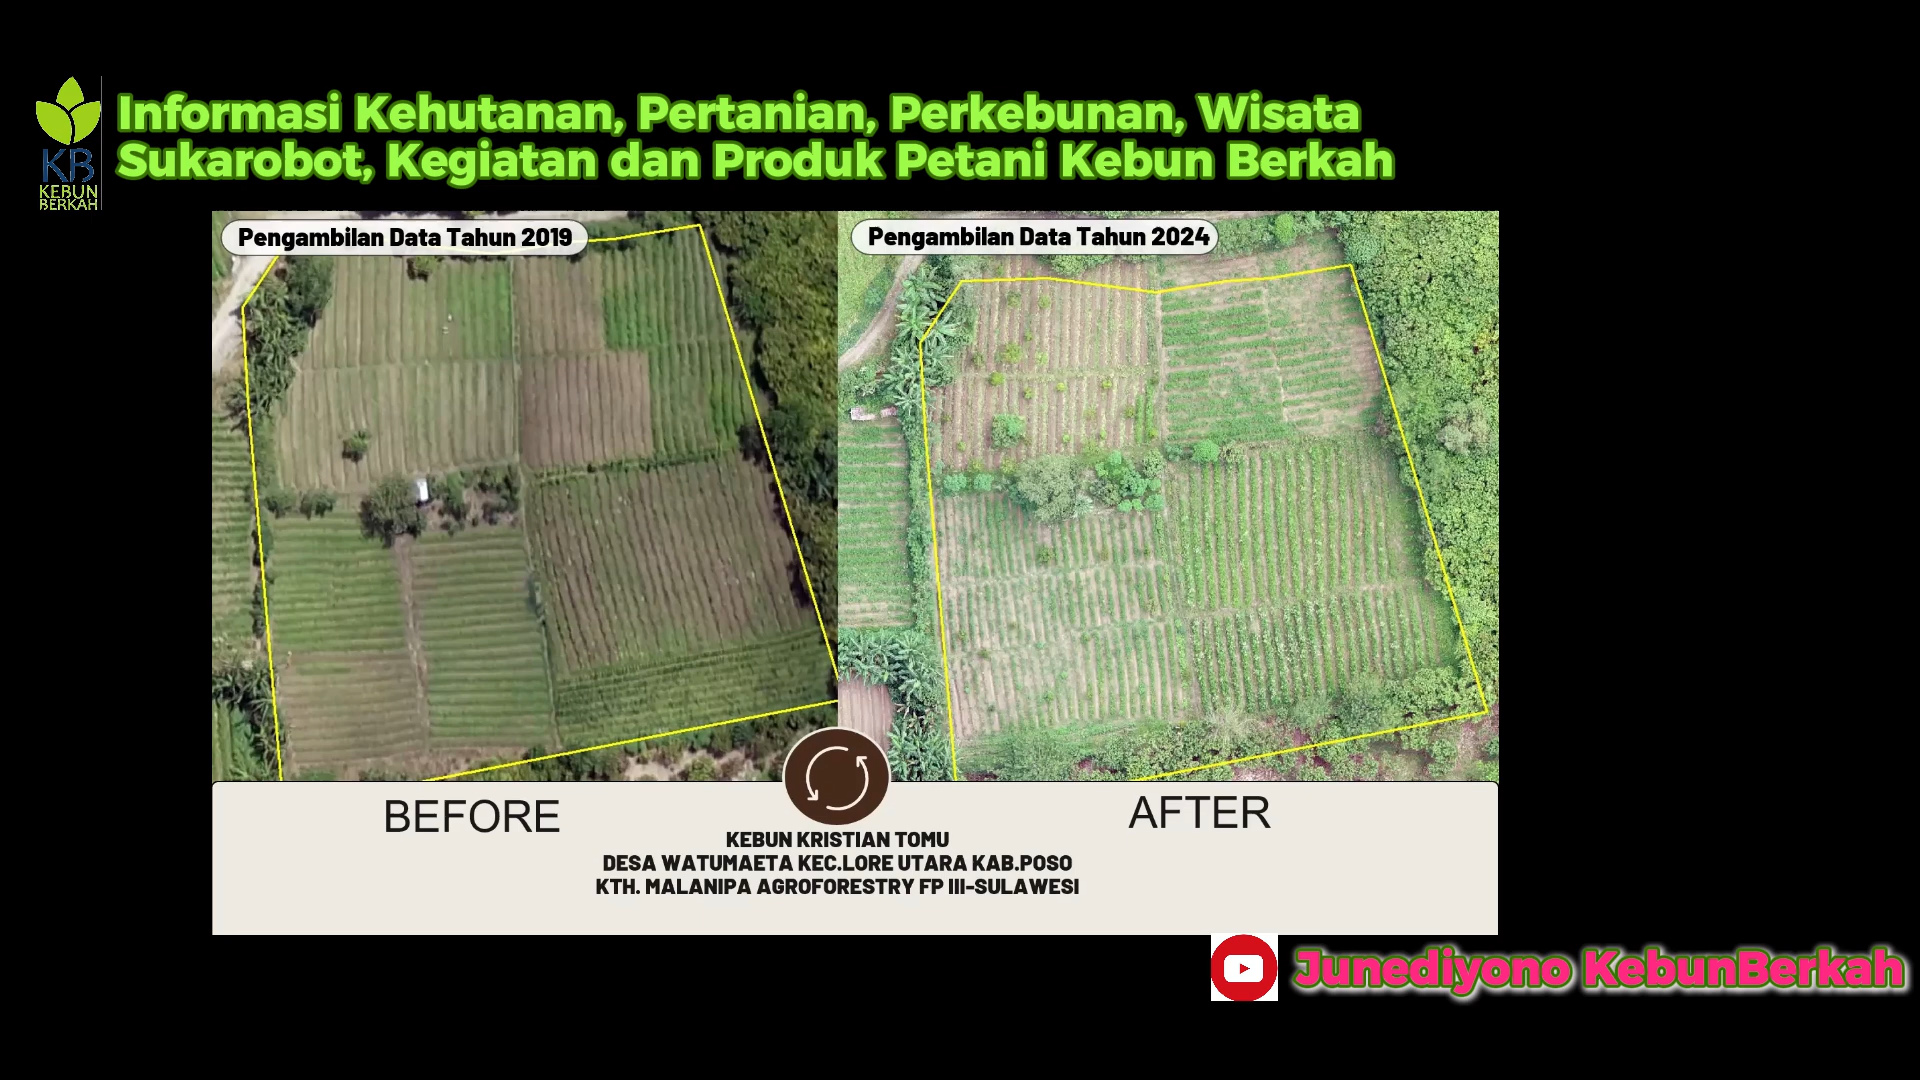 Informasi Kehutanan, Pertanian, Perkebunan, Wisata
Sukarobot, Kegiatan dan Produk Petani Kebun Berkah
KB
KEBUN
BERKAH
Pengambilan Data Tahun 2019
Pengambilan Data Tahun 2024
BEFORE
AFTER
KEBUN KRISTIAN TOMU
DESA WATUMAETA KEC.LORE UTARA KAB.POSO
KTH. MALANIPA AGROFORESTRY FP III-SULAWESI
Junediyono KebunBerkah